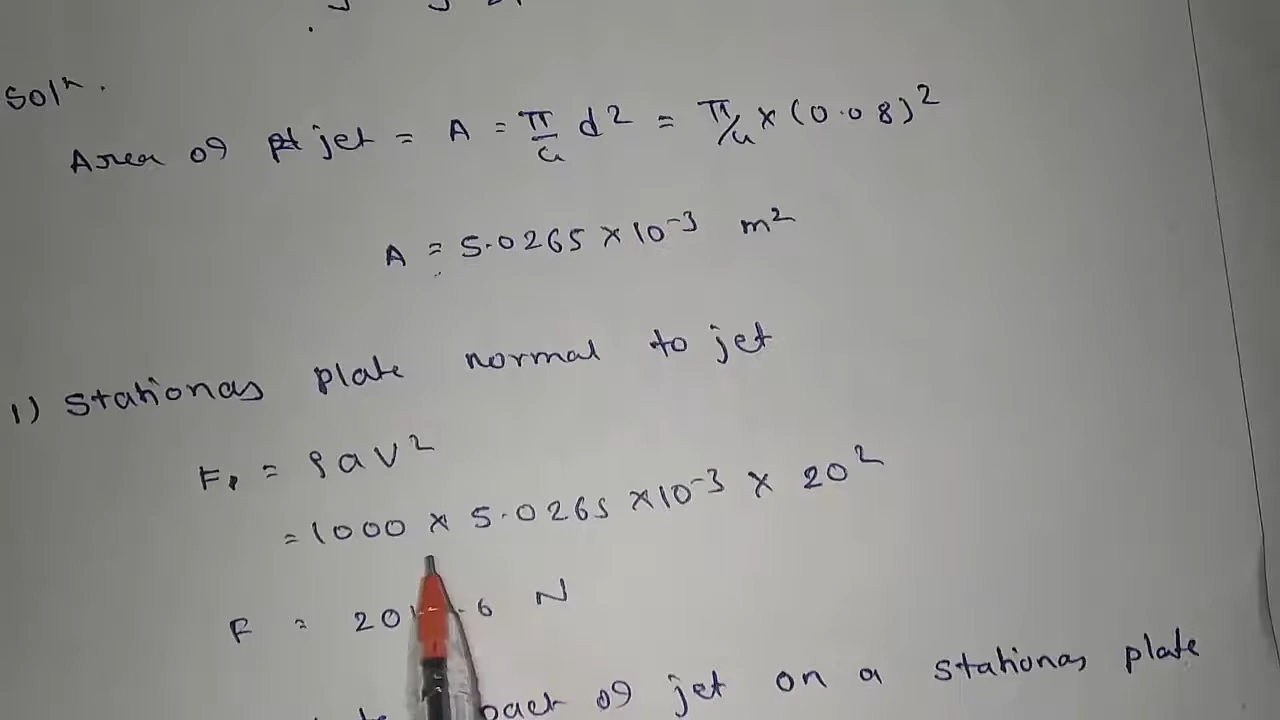 Soln.
Area of jet = A = π/4 d2 = π/4 × (0.08)2
A = 5.0265 × 10-3 m2
1) Stationary plate normal to jet
F = ρ a V2
= 1000 × 5.0265 × 10-3 × 202
F = N
of jet on a stationary plate